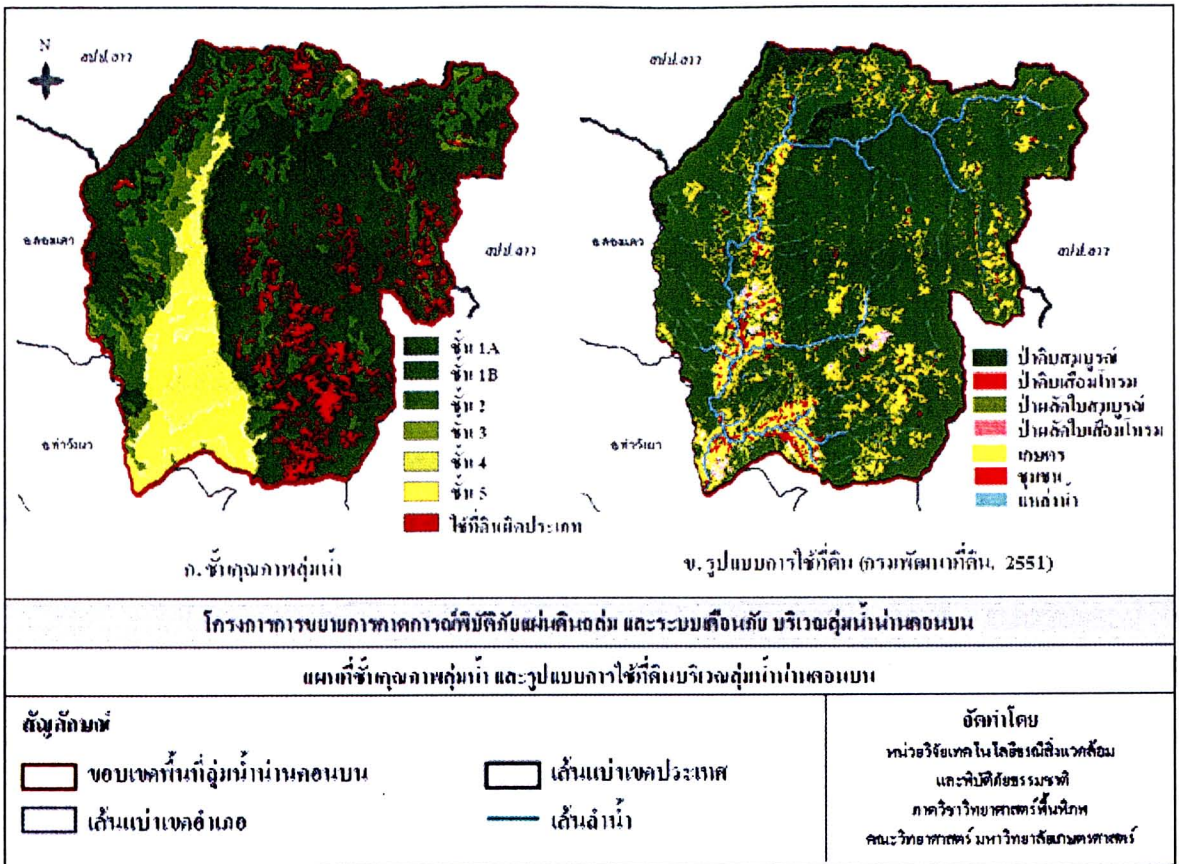 N
สปป.ลาว
อ.สองแคว
สปป.ลาว
อ.ท่าวังผา
ชั้น 1A
ชั้น 1B
ชั้น 2
ชั้น 3
ชั้น 4
ชั้น 5
ใช้ที่ดินผิดประเภท
ก. ชั้นคุณภาพลุ่มน้ำ
สปป.ลาว
อ.สองแคว
สปป.ลาว
อ.ท่าวังผา
ป่าดิบสมบูรณ์
ป่าดิบเสื่อมโทรม
ป่าผลัดใบสมบูรณ์
ป่าผลัดใบเสื่อมโทรม
เกษตร
ชุมชน
แหล่งน้ำ
ข. รูปแบบการใช้ที่ดิน (กรมพัฒนาที่ดิน, 2551)
โครงการการขยายการคาดการณ์พิบัติภัยแผ่นดินถล่ม และระบบเตือนภัย บริเวณลุ่มน้ำน่านตอนบน
แผนที่ชั้นคุณภาพลุ่มน้ำ และรูปแบบการใช้ที่ดินบริเวณลุ่มน้ำน่านตอนบน
สัญลักษณ์
ขอบเขตพื้นที่ลุ่มน้ำน่านตอนบน
เส้นแบ่งเขตประเทศ
เส้นแบ่งเขตอำเภอ
เส้นลำน้ำ
จัดทำโดย
หน่วยวิจัยเทคโนโลยีธรณีสิ่งแวดล้อม
และพิบัติภัยธรรมชาติ
ภาควิชาวิทยาศาสตร์พื้นพิภพ
คณะวิทยาศาสตร์ มหาวิทยาลัยเกษตรศาสตร์